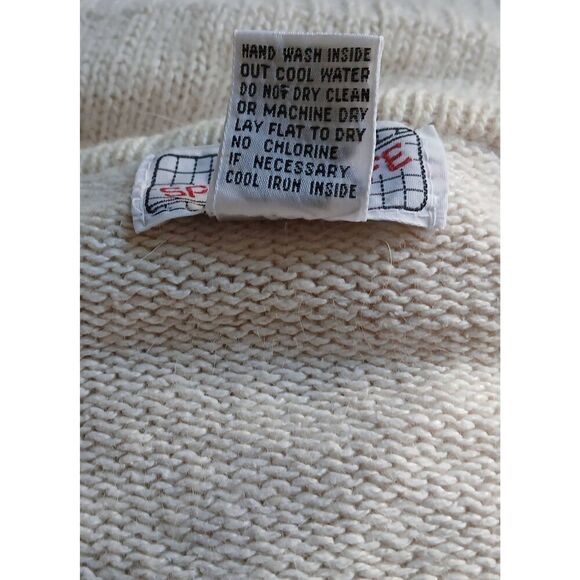 HAND WASH INSIDE
OUT COOL WATER
DO NOT DRY CLEAN
OR MACHINE DRY
LAY FLAT TO DRY
NO CHLORINE
IF NECESSARY
COOL IRON INSIDE